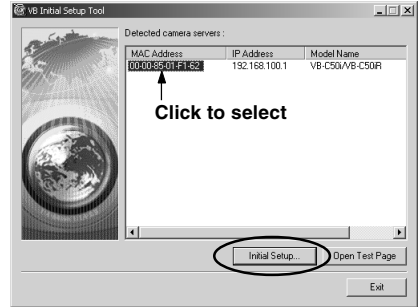 VB Initial Setup Tool
Detected camera servers :
MAC Address IP Address Model Name
00-00-85-01-F1-62 192.168.100.1 VB-C50i/VB-C50iR
Click to select
Initial Setup... Open Test Page
Exit